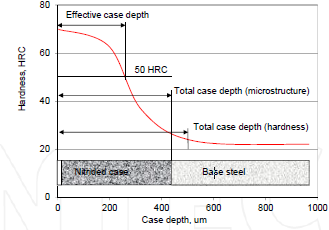 80
Effective case depth
60
50 HRC
Hardness, HRC
Total case depth (microstructure)
40
Total case depth (hardness)
20
Nitrided case
Base steel
0
0 200 400 600 800 1000
Case depth, um